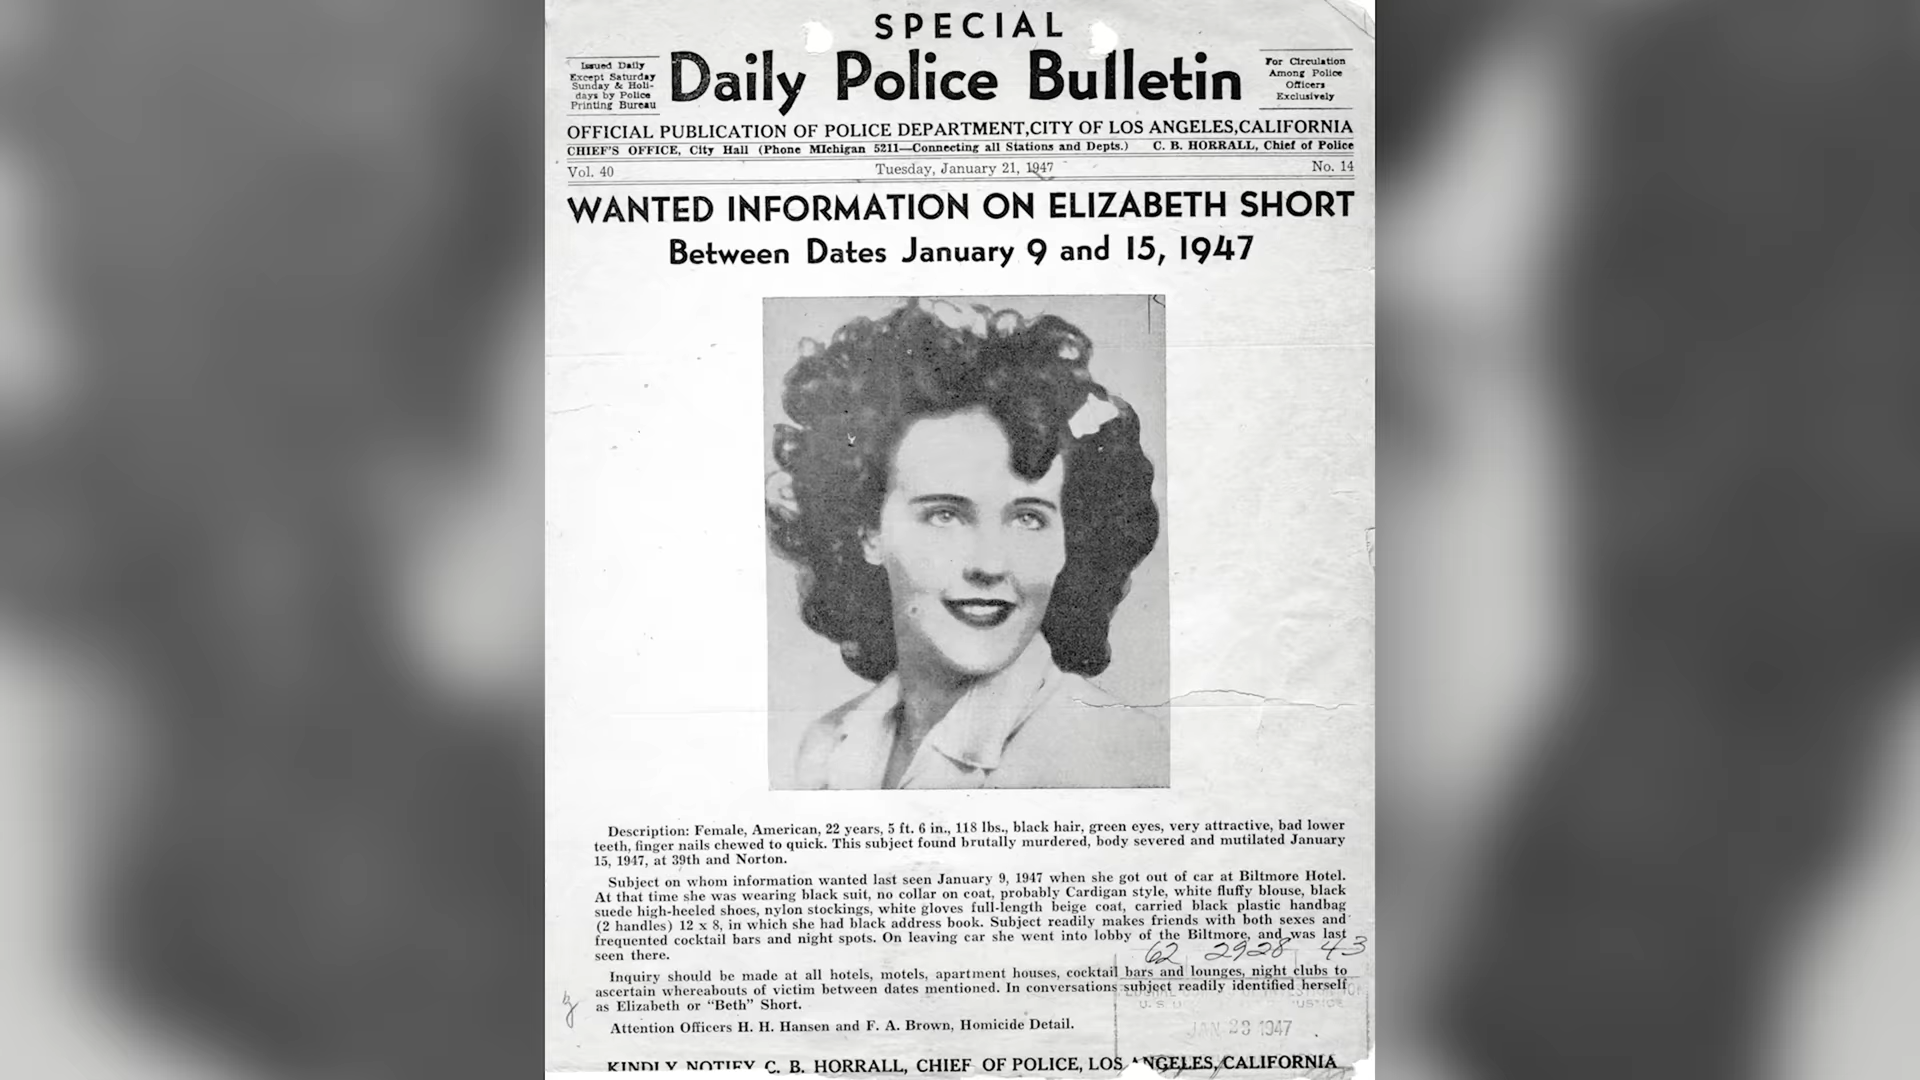 SPECIAL
Issued Daily
Except Saturday
Sunday & Holi-
days by Police
Printing Bureau
Daily Police Bulletin
For Circulation
Among Police
Officers
Exclusively
OFFICIAL PUBLICATION OF POLICE DEPARTMENT, CITY OF LOS ANGELES, CALIFORNIA
CHIEF'S OFFICE, City Hall (Phone MIchigan 5211—Connecting all Stations and Depts.) C. B. HORRALL, Chief of Police
Vol. 40 Tuesday, January 21, 1947 No. 14
WANTED INFORMATION ON ELIZABETH SHORT
Between Dates January 9 and 15, 1947
Description: Female, American, 22 years, 5 ft. 6 in., 118 lbs., black hair, green eyes, very attractive, bad lower
teeth, finger nails chewed to quick. This subject found brutally murdered, body severed and mutilated January
15, 1947, at 39th and Norton.
Subject on whom information wanted last seen January 9, 1947 when she got out of car at Biltmore Hotel.
At that time she was wearing black suit, no collar on coat, probably Cardigan style, white fluffy blouse, black
suede high-heeled shoes, nylon stockings, white gloves full-length beige coat, carried black plastic handbag
(2 handles) 12 x 8, in which she had black address book. Subject readily makes friends with both sexes and
frequented cocktail bars and night spots. On leaving car she went into lobby of the Biltmore, and was last
seen there.
62 2928 43
Inquiry should be made at all hotels, motels, apartment houses, cocktail bars and lounges, night clubs to
ascertain whereabouts of victim between dates mentioned. In conversations subject readily identified herself
as Elizabeth or "Beth" Short.
Attention Officers H. H. Hansen and F. A. Brown, Homicide Detail.
JAN 23 1947
KINDLY NOTIFY C. B. HORRALL, CHIEF OF POLICE, LOS ANGELES, CALIFORNIA